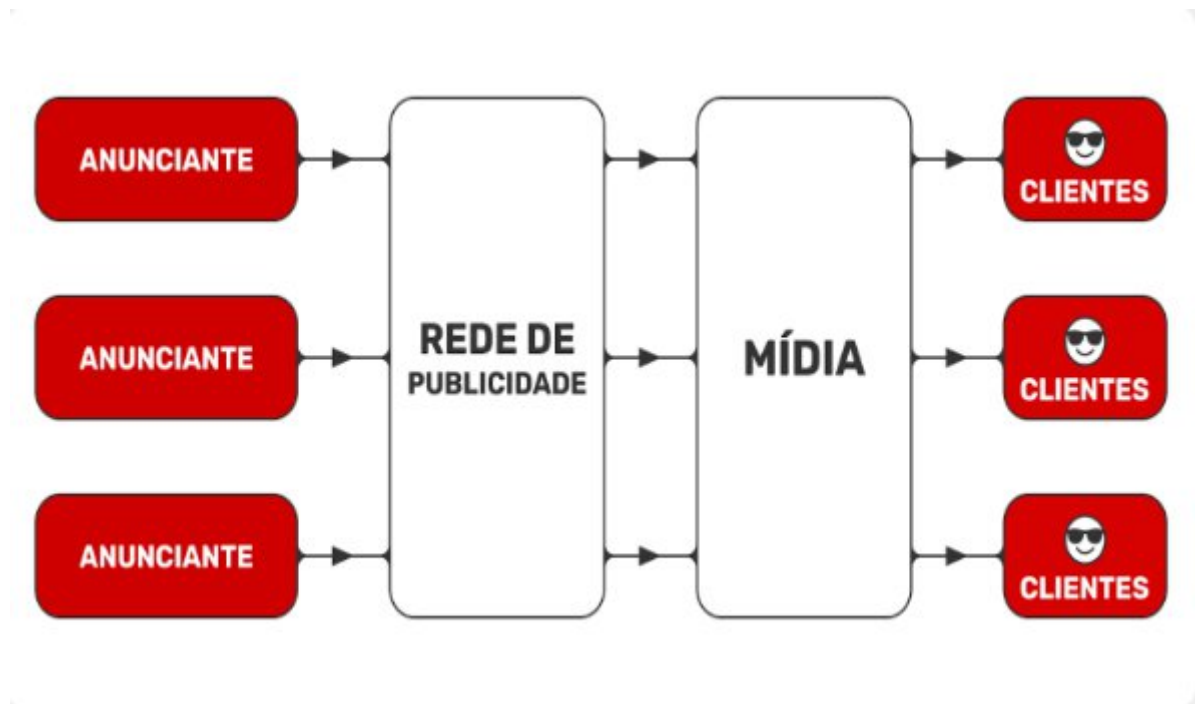 ANUNCIANTE
ANUNCIANTE
ANUNCIANTE
REDE DE
PUBLICIDADE
MÍDIA
CLIENTES
CLIENTES
CLIENTES